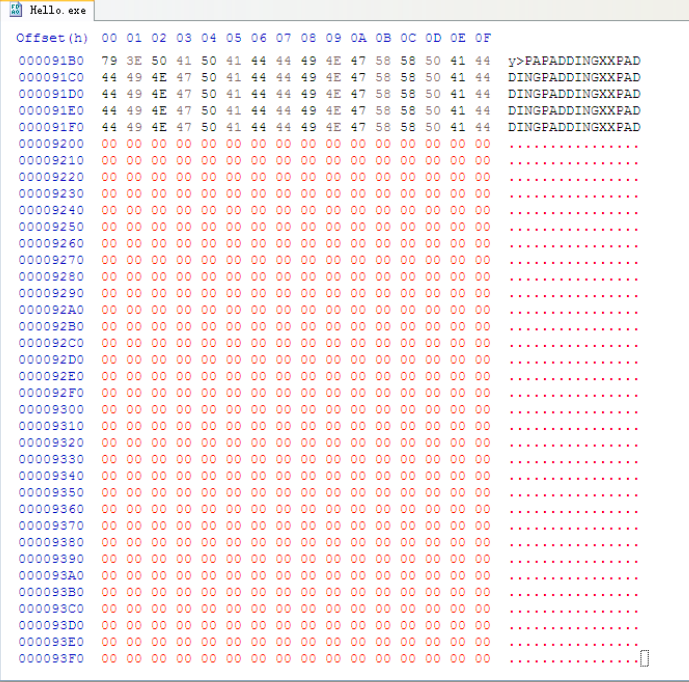 Hello.exe
Offset(h) 00 01 02 03 04 05 06 07 08 09 0A 0B 0C 0D 0E 0F
000091B0 79 3E 50 41 50 41 44 44 49 4E 47 58 58 50 41 44 y>PAPADDINGXXPAD
000091C0 44 49 4E 47 50 41 44 44 49 4E 47 58 58 50 41 44 DINGPADDINGXXPAD
000091D0 44 49 4E 47 50 41 44 44 49 4E 47 58 58 50 41 44 DINGPADDINGXXPAD
000091E0 44 49 4E 47 50 41 44 44 49 4E 47 58 58 50 41 44 DINGPADDINGXXPAD
000091F0 44 49 4E 47 50 41 44 44 49 4E 47 58 58 50 41 44 DINGPADDINGXXPAD
00009200 00 00 00 00 00 00 00 00 00 00 00 00 00 00 00 00 ................
00009210 00 00 00 00 00 00 00 00 00 00 00 00 00 00 00 00 ................
00009220 00 00 00 00 00 00 00 00 00 00 00 00 00 00 00 00 ................
00009230 00 00 00 00 00 00 00 00 00 00 00 00 00 00 00 00 ................
00009240 00 00 00 00 00 00 00 00 00 00 00 00 00 00 00 00 ................
00009250 00 00 00 00 00 00 00 00 00 00 00 00 00 00 00 00 ................
00009260 00 00 00 00 00 00 00 00 00 00 00 00 00 00 00 00 ................
00009270 00 00 00 00 00 00 00 00 00 00 00 00 00 00 00 00 ................
00009280 00 00 00 00 00 00 00 00 00 00 00 00 00 00 00 00 ................
00009290 00 00 00 00 00 00 00 00 00 00 00 00 00 00 00 00 ................
000092A0 00 00 00 00 00 00 00 00 00 00 00 00 00 00 00 00 ................
000092B0 00 00 00 00 00 00 00 00 00 00 00 00 00 00 00 00 ................
000092C0 00 00 00 00 00 00 00 00 00 00 00 00 00 00 00 00 ................
000092D0 00 00 00 00 00 00 00 00 00 00 00 00 00 00 00 00 ................
000092E0 00 00 00 00 00 00 00 00 00 00 00 00 00 00 00 00 ................
000092F0 00 00 00 00 00 00 00 00 00 00 00 00 00 00 00 00 ................
00009300 00 00 00 00 00 00 00 00 00 00 00 00 00 00 00 00 ................
00009310 00 00 00 00 00 00 00 00 00 00 00 00 00 00 00 00 ................
00009320 00 00 00 00 00 00 00 00 00 00 00 00 00 00 00 00 ................
00009330 00 00 00 00 00 00 00 00 00 00 00 00 00 00 00 00 ................
00009340 00 00 00 00 00 00 00 00 00 00 00 00 00 00 00 00 ................
00009350 00 00 00 00 00 00 00 00 00 00 00 00 00 00 00 00 ................
00009360 00 00 00 00 00 00 00 00 00 00 00 00 00 00 00 00 ................
00009370 00 00 00 00 00 00 00 00 00 00 00 00 00 00 00 00 ................
00009380 00 00 00 00 00 00 00 00 00 00 00 00 00 00 00 00 ................
00009390 00 00 00 00 00 00 00 00 00 00 00 00 00 00 00 00 ................
000093A0 00 00 00 00 00 00 00 00 00 00 00 00 00 00 00 00 ................
000093B0 00 00 00 00 00 00 00 00 00 00 00 00 00 00 00 00 ................
000093C0 00 00 00 00 00 00 00 00 00 00 00 00 00 00 00 00 ................
000093D0 00 00 00 00 00 00 00 00 00 00 00 00 00 00 00 00 ................
000093E0 00 00 00 00 00 00 00 00 00 00 00 00 00 00 00 00 ................
000093F0 00 00 00 00 00 00 00 00 00 00 00 00 00 00 00 00 ................